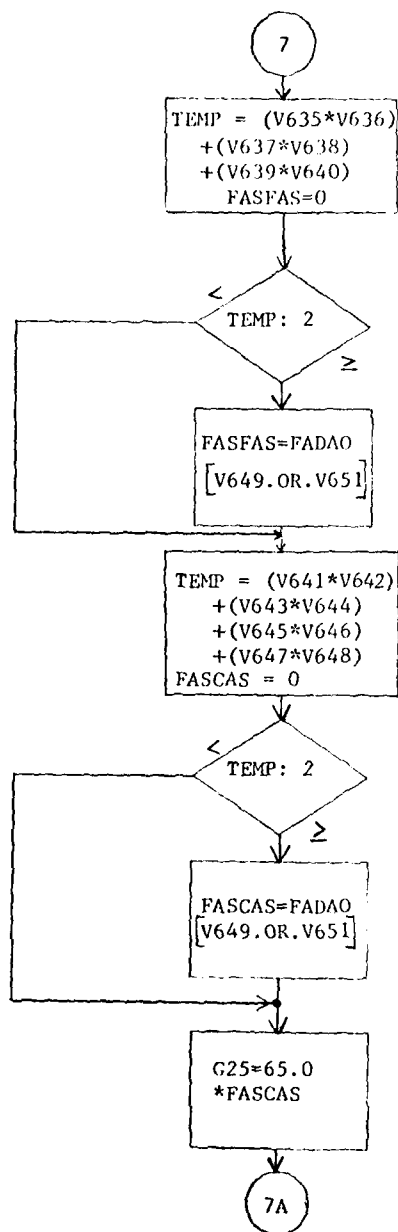 7
TEMP = (V635*V636)
+(V637*V638)
+(V639*V640)
FASFAS=0
<
TEMP: 2
≥
FASFAS=FADAO
[V649.OR.V651]
TEMP = (V641*V642)
+(V643*V644)
+(V645*V646)
+(V647*V648)
FASCAS = 0
<
TEMP: 2
≥
FASCAS=FADAO
[V649.OR.V651]
G25=65.0
*FASCAS
7A